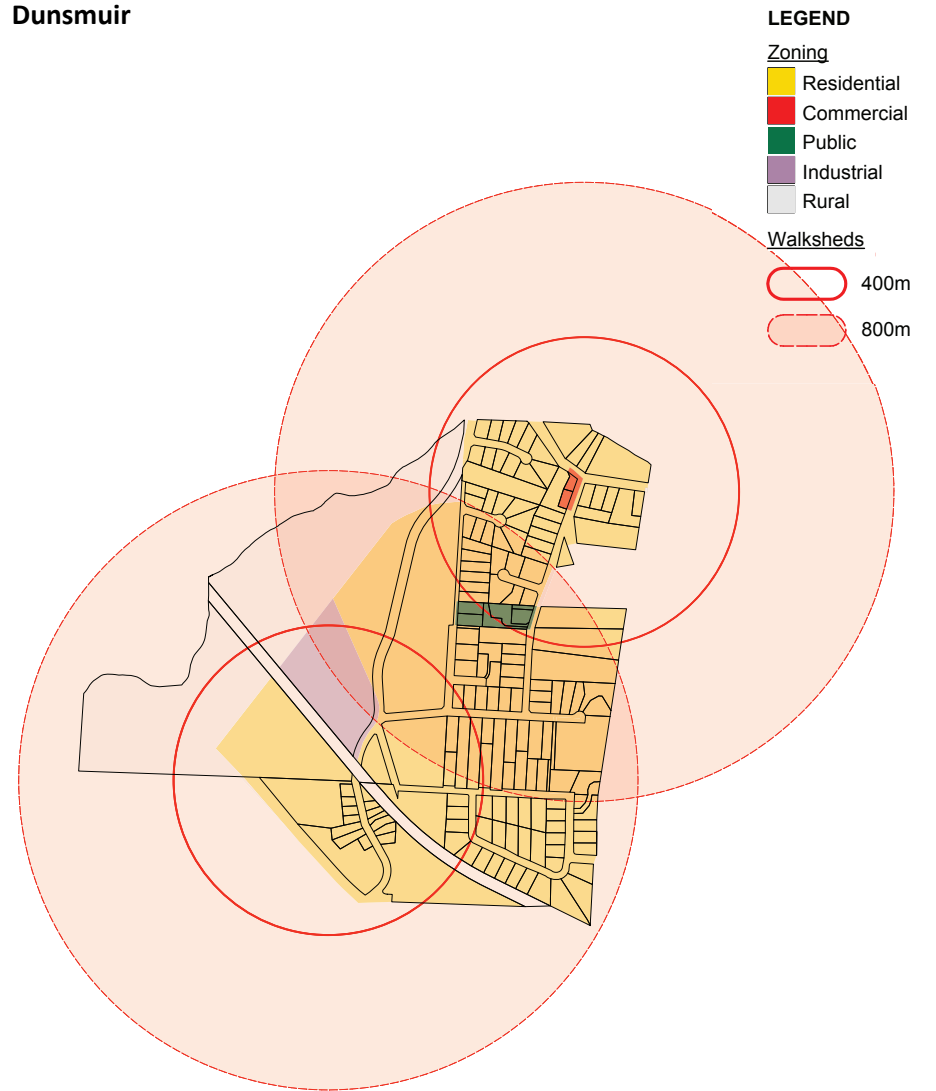 Dunsmuir
LEGEND
Zoning
Residential
Commercial
Public
Industrial
Rural
Walksheds
400m
800m